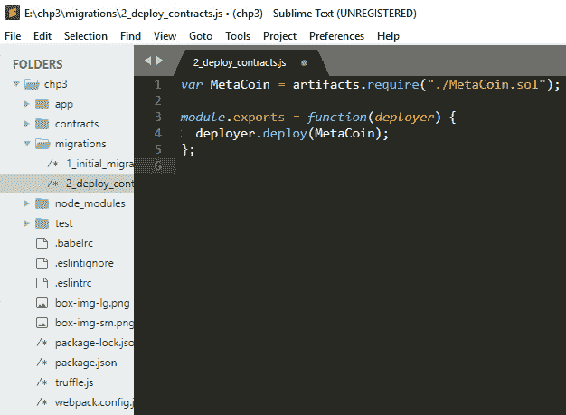 E:\chp3\migrations\2_deploy_contracts.js • (chp3) - Sublime Text (UNREGISTERED)
File Edit Selection Find View Goto Tools Project Preferences Help
FOLDERS
chp3
app
contracts
migrations
/* 1_initial_migra
/* 2_deploy_cont
node_modules
test
.babelrc
.eslintignore
.eslintrc
box-img-lg.png
box-img-sm.png
/* package-lock.jso
/* package.json
/* truffle.js
/* webpack.config.j
2_deploy_contracts.js
1 var MetaCoin = artifacts.require("./MetaCoin.sol");
2
3 module.exports = function(deployer) {
4 deployer.deploy(MetaCoin);
5 };
6